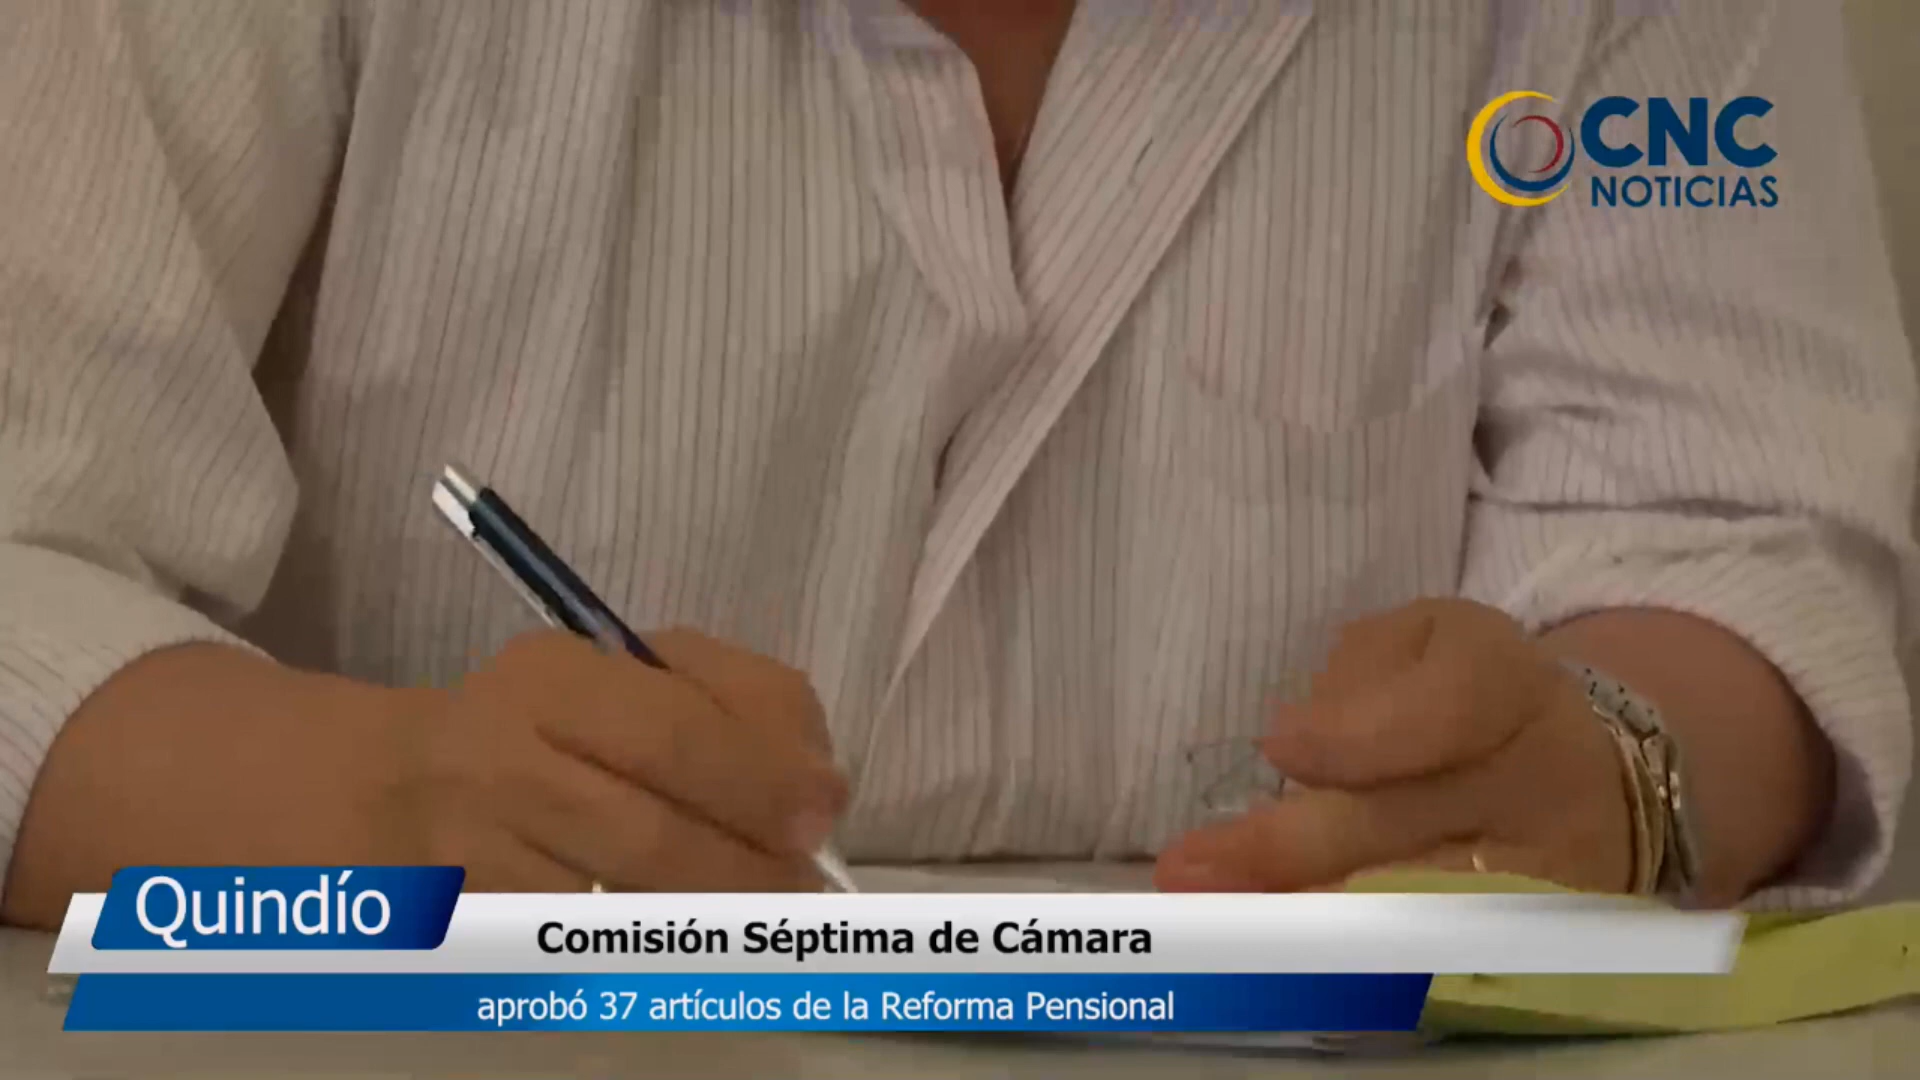 CNC
NOTICIAS
Quindío
Comisión Séptima de Cámara
aprobó 37 artículos de la Reforma Pensional